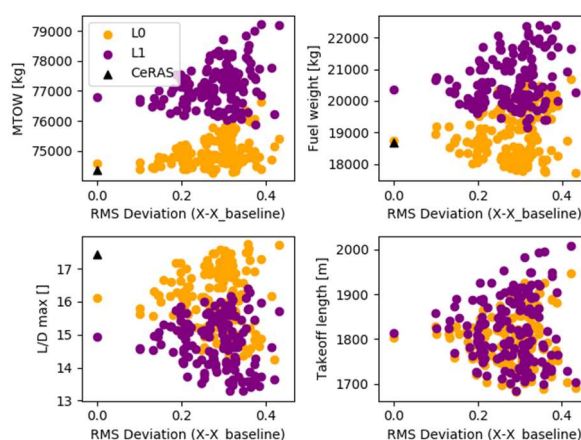 79000
78000
77000
76000
75000
MTOW [kg]
L0
L1
CeRAS
0.0 0.2 0.4
RMS Deviation (X-X_baseline)
22000
21000
20000
19000
18000
Fuel weight [kg]
0.0 0.2 0.4
RMS Deviation (X-X_baseline)
17
16
15
14
13
L/D max []
0.0 0.2 0.4
RMS Deviation (X-X_baseline)
2000
1900
1800
1700
Takeoff length [m]
0.0 0.2 0.4
RMS Deviation (X-X_baseline)